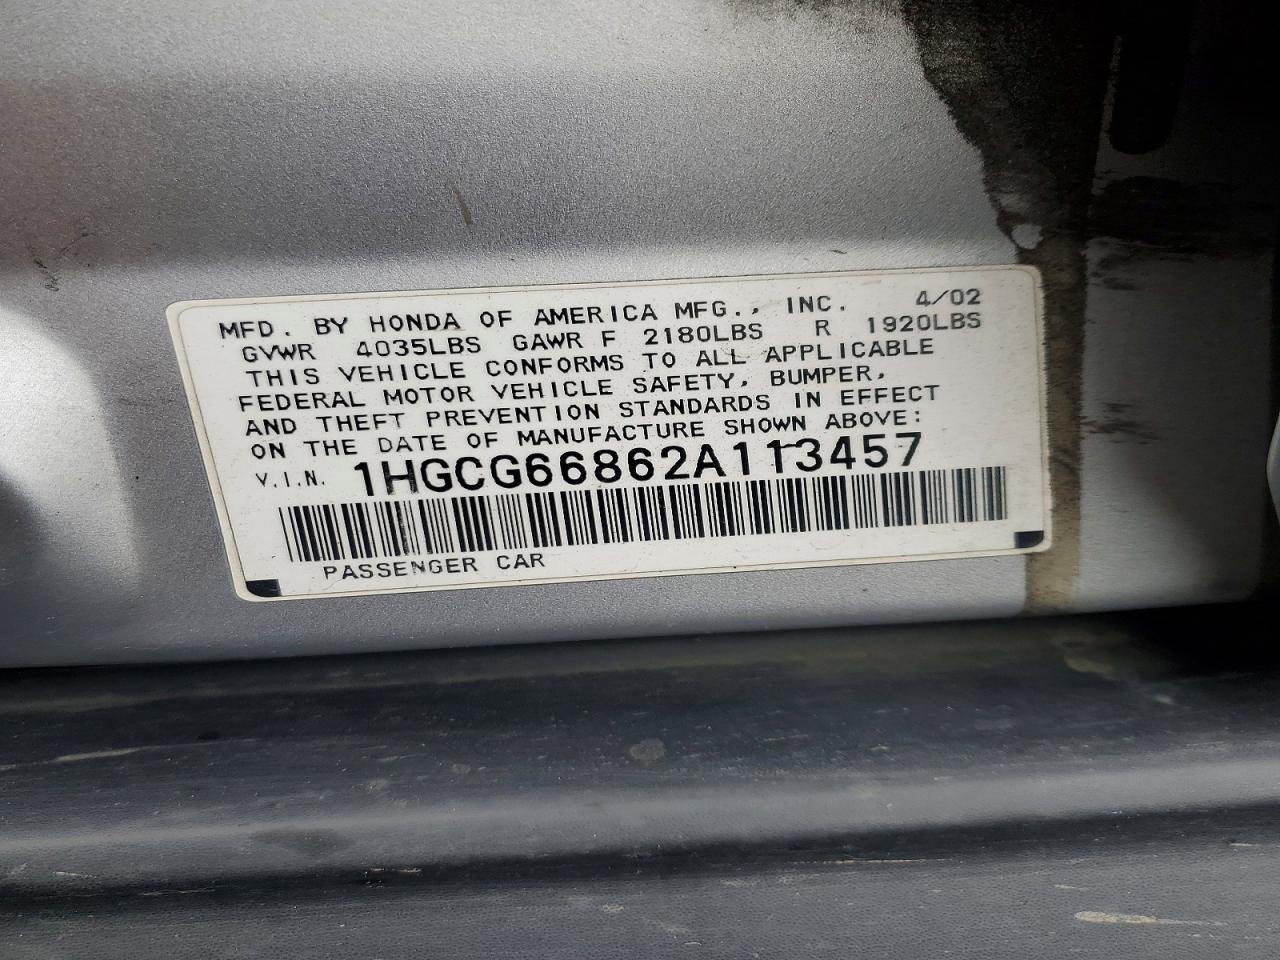 MFD. BY HONDA OF AMERICA MFG., INC. 4/02
GVWR 4035LBS GAWR F 2180LBS R 1920LBS
THIS VEHICLE CONFORMS TO ALL APPLICABLE
FEDERAL MOTOR VEHICLE SAFETY, BUMPER,
AND THEFT PREVENTION STANDARDS IN EFFECT
ON THE DATE OF MANUFACTURE SHOWN ABOVE:
V.I.N. 1HGCG66862A113457
PASSENGER CAR